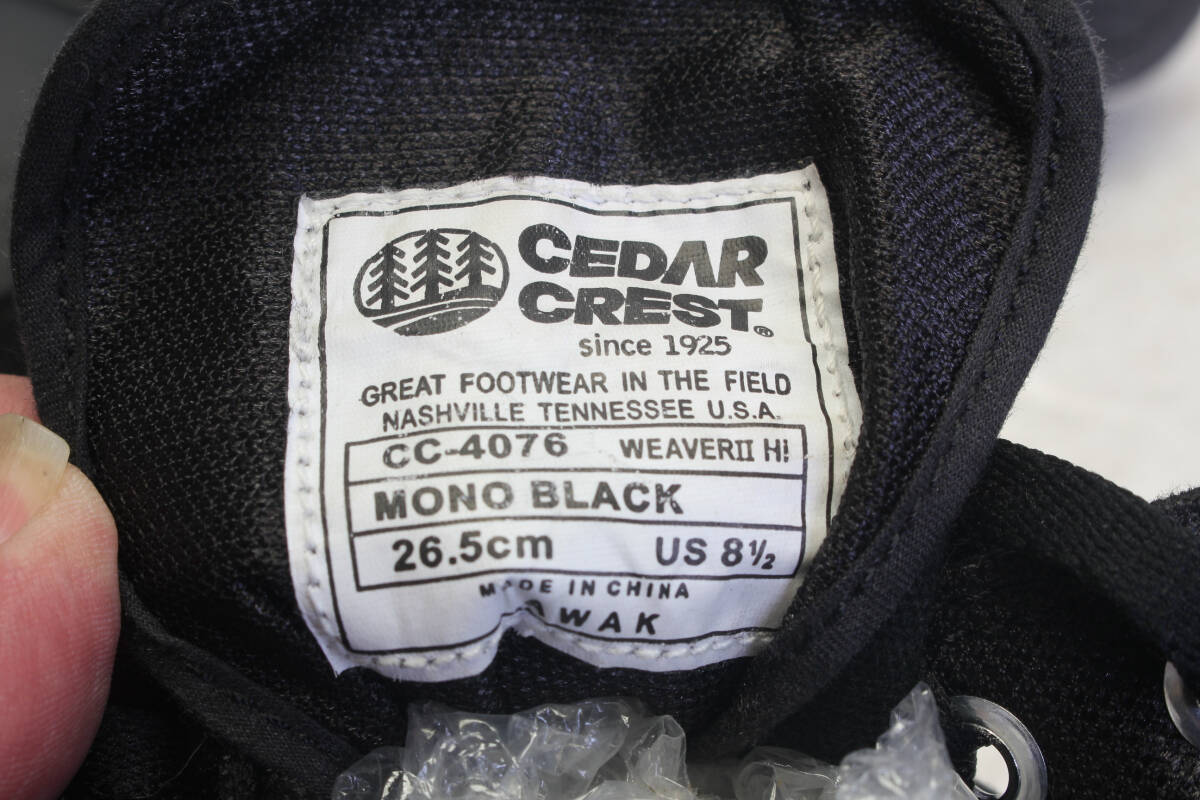 CEDAR
CREST®
since 1925
GREAT FOOTWEAR IN THE FIELD
NASHVILLE TENNESSEE U.S.A.
CC-4076 WEAVERII HI
MONO BLACK
26.5cm US 8½
MADE IN CHINA